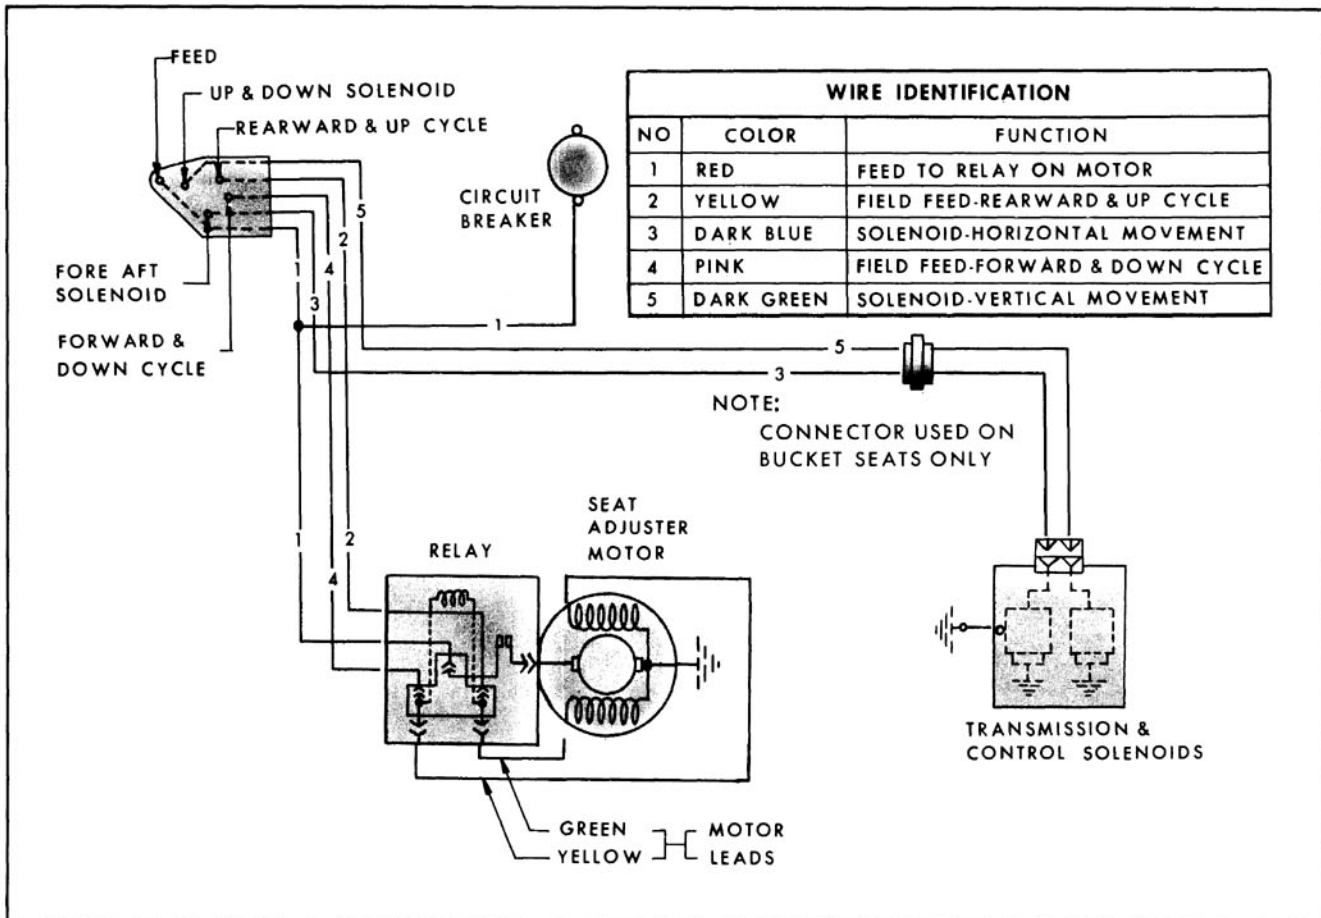 FEED
UP & DOWN SOLENOID
REARWARD & UP CYCLE
FORE AFT
SOLENOID
FORWARD &
DOWN CYCLE
CIRCUIT
BREAKER
WIRE IDENTIFICATION
NO COLOR FUNCTION
1 RED FEED TO RELAY ON MOTOR
2 YELLOW FIELD FEED-REARWARD & UP CYCLE
3 DARK BLUE SOLENOID-HORIZONTAL MOVEMENT
4 PINK FIELD FEED-FORWARD & DOWN CYCLE
5 DARK GREEN SOLENOID-VERTICAL MOVEMENT
5
2
1 4
3
1
5
3
NOTE:
CONNECTOR USED ON
BUCKET SEATS ONLY
1 2
4
RELAY
SEAT
ADJUSTER
MOTOR
TRANSMISSION &
CONTROL SOLENOIDS
GREEN
YELLOW
MOTOR
LEADS